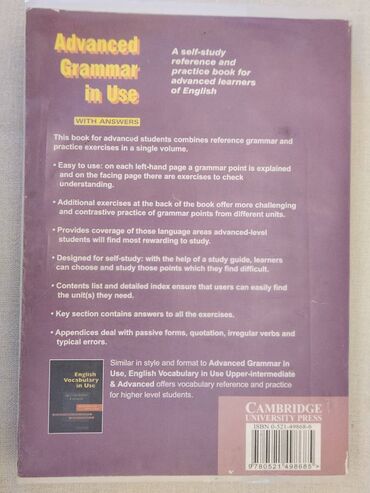 Advanced
Grammar
in Use
WITH ANSWERS
A self-study
reference and
practice book for
advanced learners
of English
This book for advanced students combines reference grammar and
practice exercises in a single volume.
• Easy to use: on each left-hand page a grammar point is explained
and on the facing page there are exercises to check
understanding.
• Additional exercises at the back of the book offer more challenging
and contrastive practice of grammar points from different units.
• Provides coverage of those language areas advanced-level
students will find most rewarding to study.
• Designed for self-study: with the help of a study guide, learners
can choose and study those points which they find difficult.
• Contents list and detailed index ensure that users can easily find
the unit(s) they need.
• Key section contains answers to all the exercises.
• Appendices deal with passive forms, quotation, irregular verbs and
typical errors.
English
Vocabulary
in Use
Similar in style and format to Advanced Grammar in
Use, English Vocabulary in Use Upper-intermediate
& Advanced offers vocabulary reference and practice
for higher level students.
CAMBRIDGE
UNIVERSITY PRESS
ISBN 0-521-49868-6
9780521498685